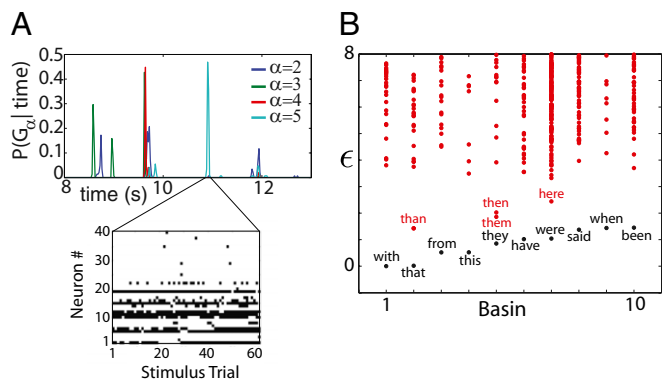 A
P(Gα| time)
0.5
0.4
0.3
0.2
0.1
0
α=2
α=3
α=4
α=5
8
10
12
time (s)
Neuron #
40
30
20
10
1
1
20
40
60
Stimulus Trial
B
ϵ
8
0
than
then
them
here
with
that
from
this
they
have
were
said
when
been
1
10
Basin